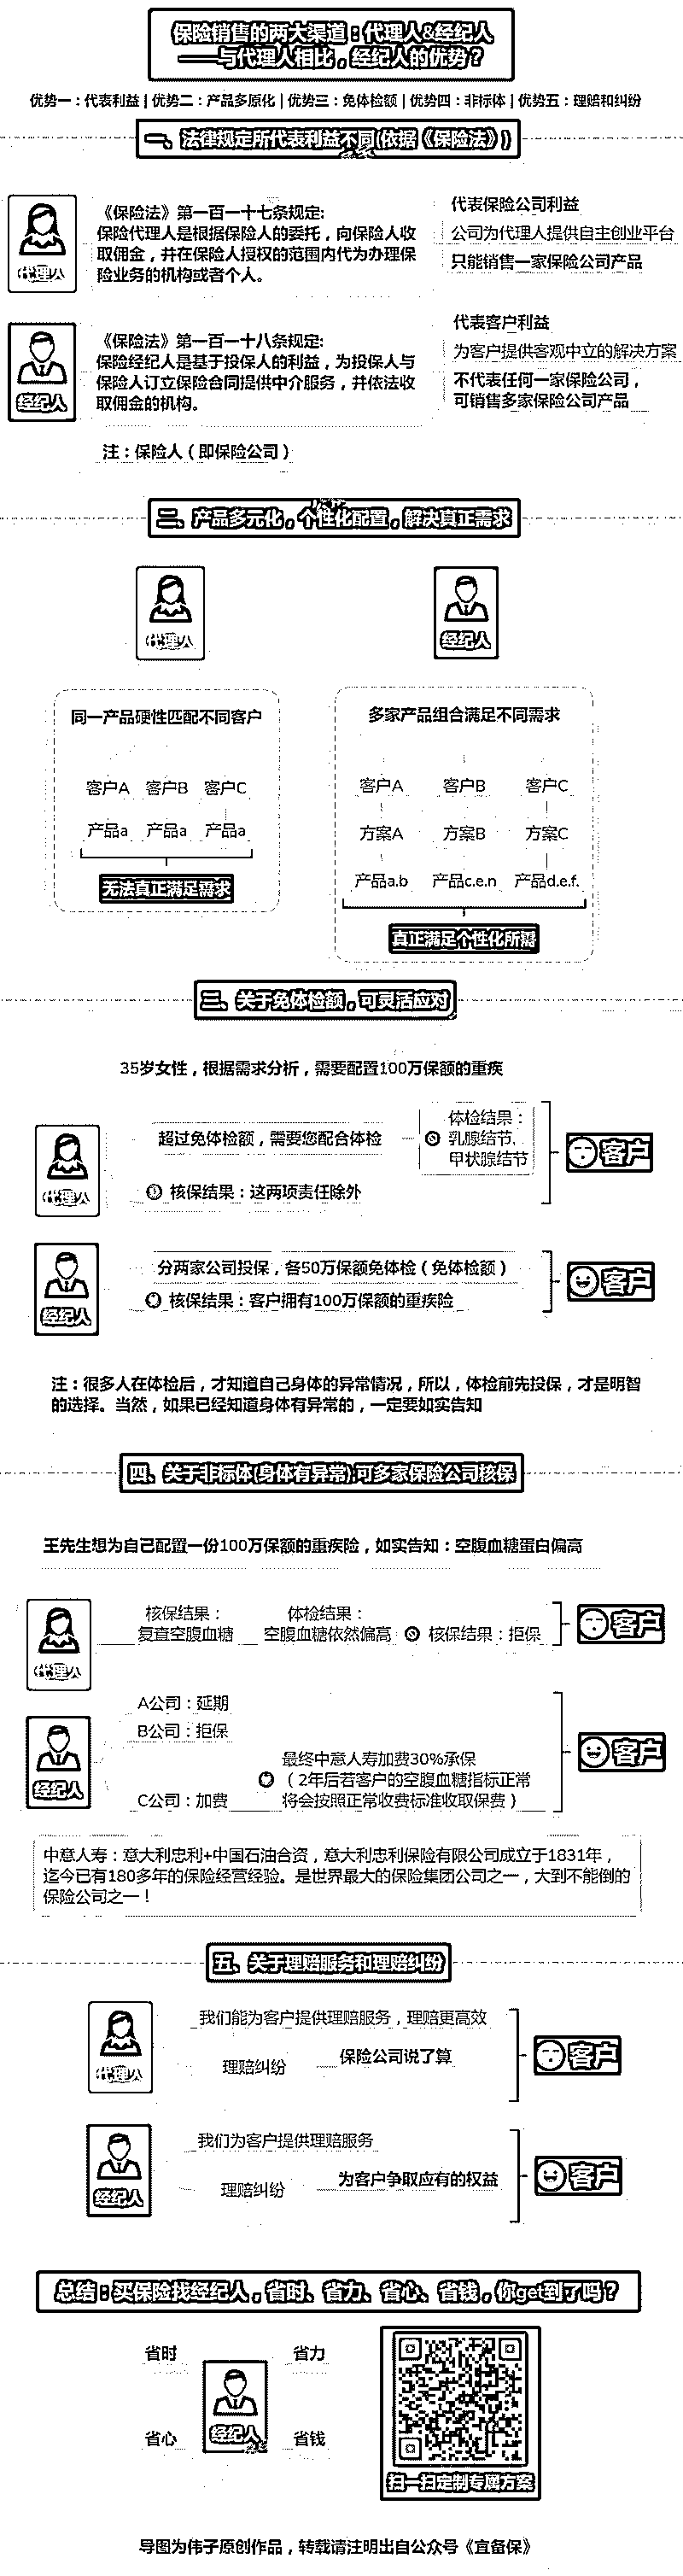 保险销售的两大渠道：代理人&经纪人
——与代理人相比，经纪人的优势？
优势一：代表利益 | 优势二：产品多原化 | 优势三：免体检额 | 优势四：非标体 | 优势五：理赔和纠纷
一、法律规定所代表利益不同(依据《保险法》)
代理人
《保险法》第一百一十七条规定:
保险代理人是根据保险人的委托，向保险人收
取佣金，并在保险人授权的范围内代为办理保
险业务的机构或者个人。
代表保险公司利益
公司为代理人提供自主创业平台
只能销售一家保险公司产品
经纪人
《保险法》第一百一十八条规定:
保险经纪人是基于投保人的利益，为投保人与
保险人订立保险合同提供中介服务，并依法收
取佣金的机构。
代表客户利益
为客户提供客观中立的解决方案
不代表任何一家保险公司，
可销售多家保险公司产品
注：保险人（即保险公司）
二、产品多元化，个性化配置，解决真正需求
代理人
经纪人
同一产品硬性匹配不同客户
客户A 客户B 客户C
产品a 产品a 产品a
无法真正满足需求
多家产品组合满足不同需求
客户A 客户B 客户C
方案A 方案B 方案C
产品a.b 产品c.e.n 产品d.e.f.
真正满足个性化所需
三、关于免体检额，可灵活应对
35岁女性，根据需求分析，需要配置100万保额的重疾
代理人
超过免体检额，需要您配合体检
体检结果：
乳腺结节、
甲状腺结节
核保结果：这两项责任除外
客户
经纪人
分两家公司投保，各50万保额免体检（免体检额）
核保结果：客户拥有100万保额的重疾险
客户
注：很多人在体检后，才知道自己身体的异常情况，所以，体检前先投保，才是明智
的选择。当然，如果已经知道身体有异常的，一定要如实告知
四、关于非标体(身体有异常),可多家保险公司核保
王先生想为自己配置一份100万保额的重疾险，如实告知：空腹血糖蛋白偏高
代理人
核保结果：
复查空腹血糖
体检结果：
空腹血糖依然偏高
核保结果：拒保
客户
经纪人
A公司：延期
B公司：拒保
C公司：加费
最终中意人寿加费30%承保
（ 2年后若客户的空腹血糖指标正常
将会按照正常收费标准收取保费 ）
客户
中意人寿：意大利忠利+中国石油合资，意大利忠利保险有限公司成立于1831年，
迄今已有180多年的保险经营经验。是世界最大的保险集团公司之一，大到不能倒的
保险公司之一！
五、关于理赔服务和理赔纠纷
代理人
我们能为客户提供理赔服务，理赔更高效
理赔纠纷
保险公司说了算
客户
经纪人
我们为客户提供理赔服务
理赔纠纷
为客户争取应有的权益
客户
总结：买保险找经纪人，省时、省力、省心、省钱，你get到了吗？
省时
省力
经纪人
省心
省钱
扫一扫定制专属方案
导图为伟子原创作品，转载请注明出自公众号《宜备保》